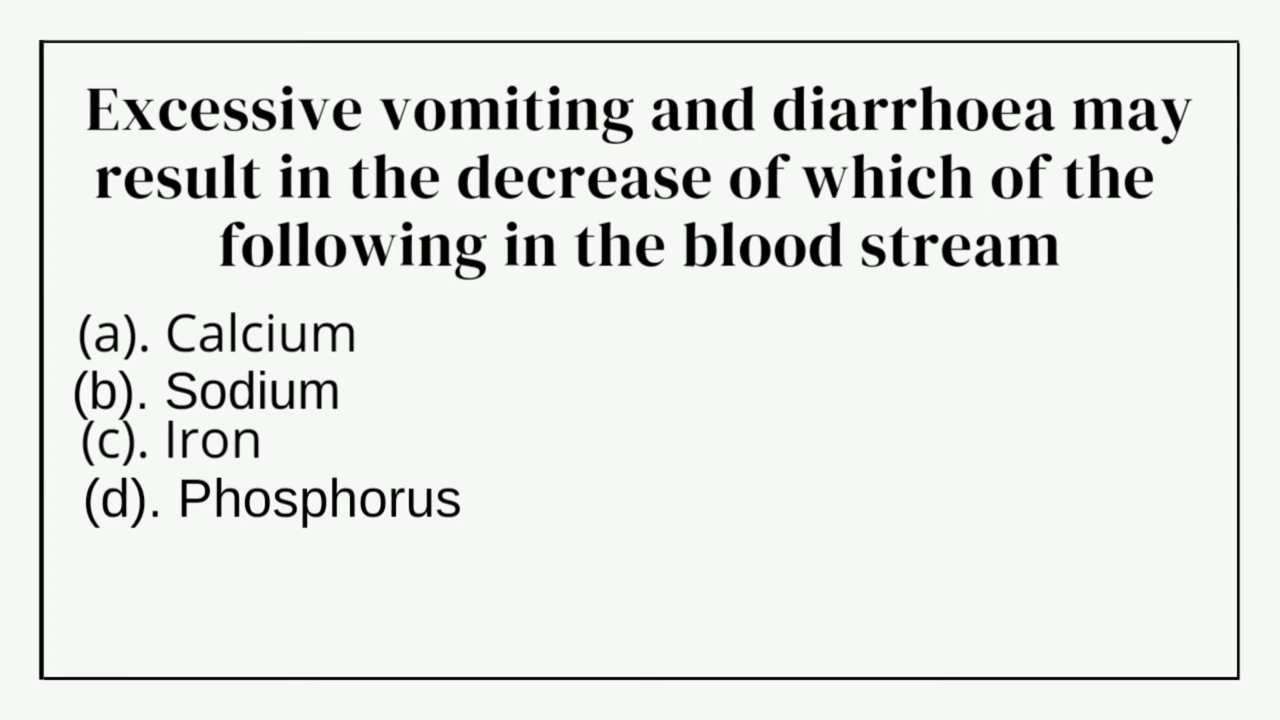 Excessive vomiting and diarrhoea may
result in the decrease of which of the
following in the blood stream
(a). Calcium
(b). Sodium
(c). Iron
(d). Phosphorus